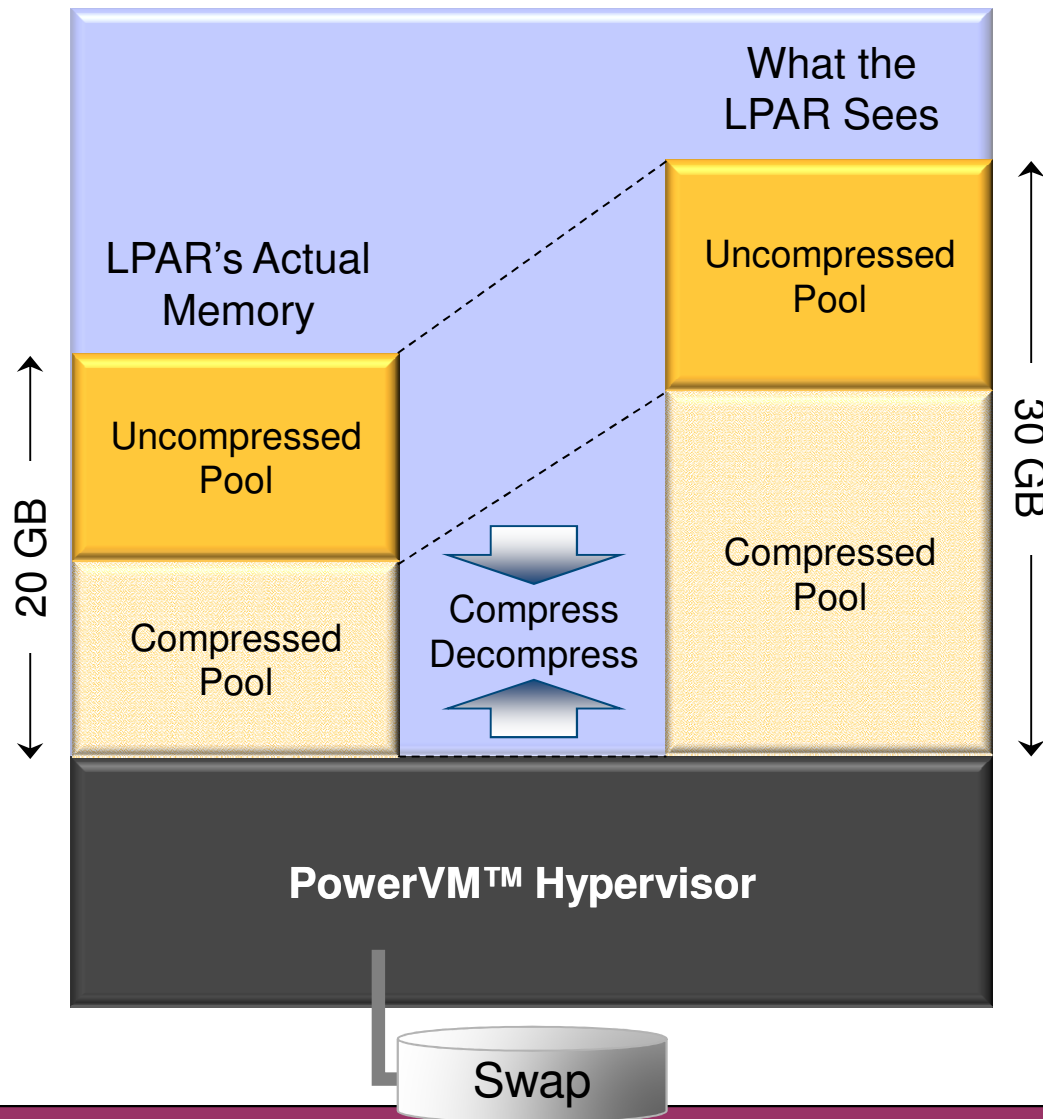 What the
LPAR Sees
LPAR's Actual
Memory
Uncompressed
Pool
Uncompressed
Pool
20 GB
30 GB
Compressed
Pool
Compress
Decompress
Compressed
Pool
PowerVM™ Hypervisor
Swap